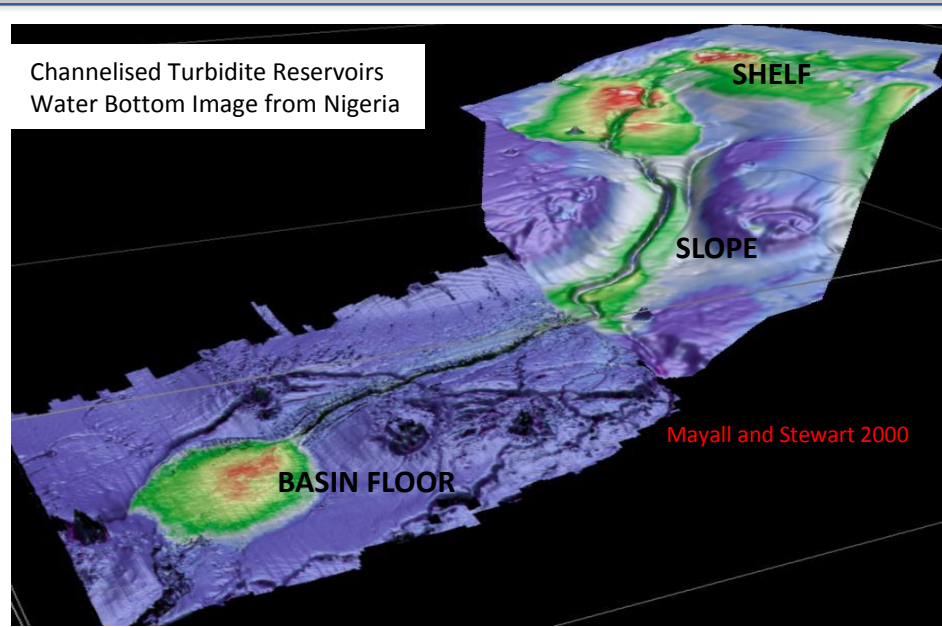 Channelised Turbidite Reservoirs
Water Bottom Image from Nigeria
SHELF
SLOPE
Mayall and Stewart 2000
BASIN FLOOR